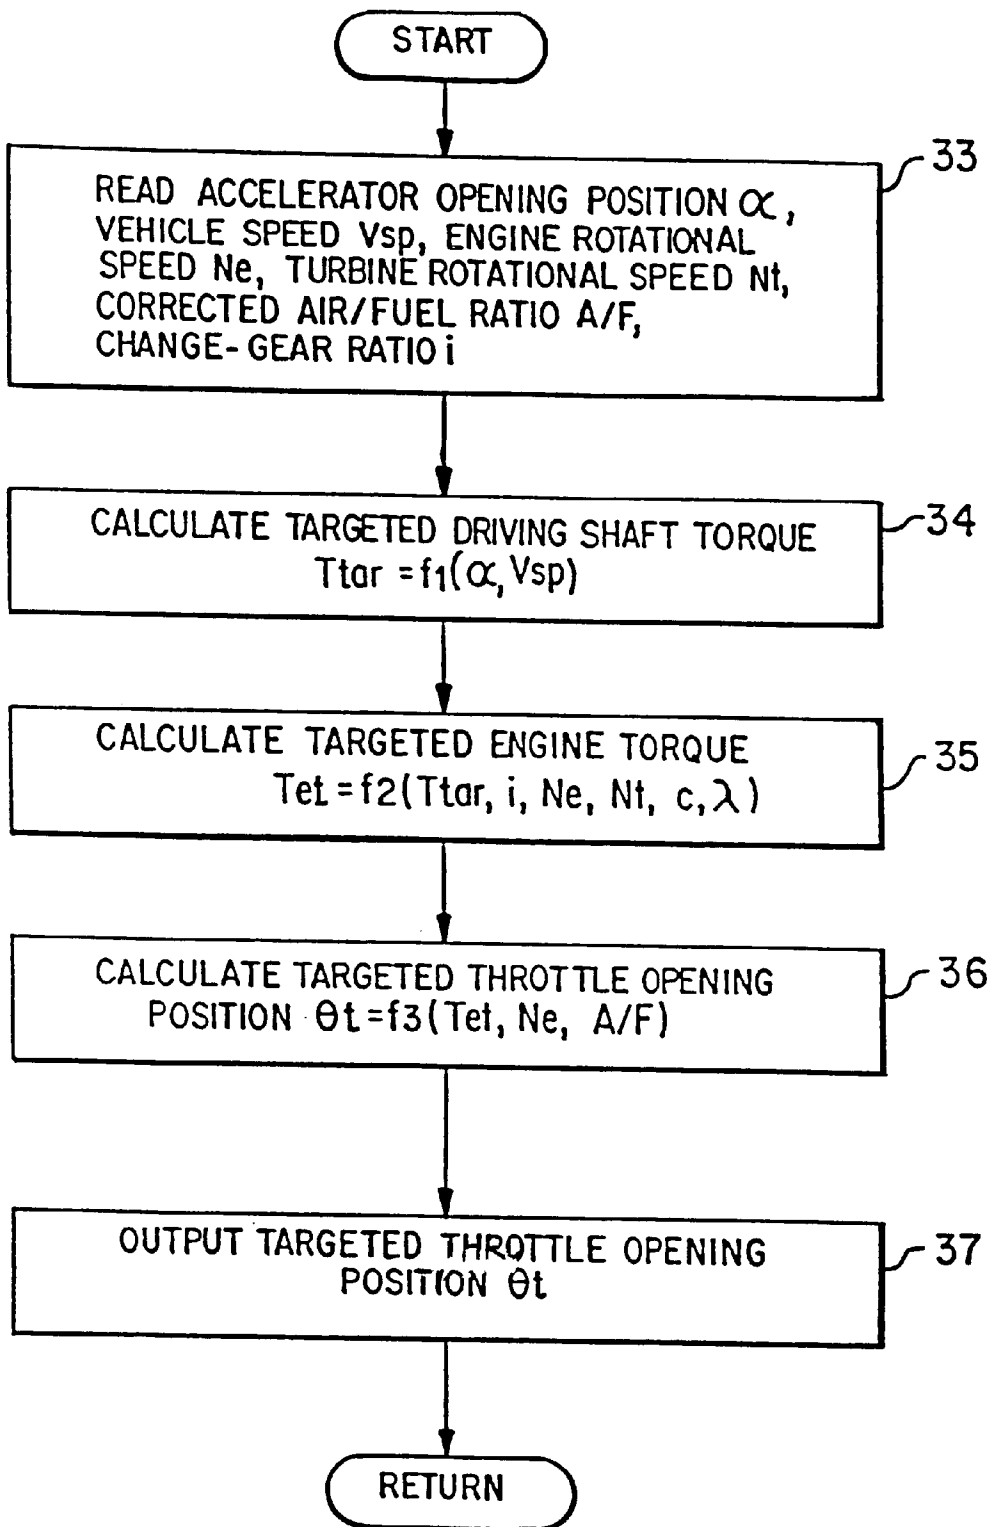 START
33
READ ACCELERATOR OPENING POSITION α,
VEHICLE SPEED Vsp, ENGINE ROTATIONAL
SPEED Ne, TURBINE ROTATIONAL SPEED Nt,
CORRECTED AIR/FUEL RATIO A/F,
CHANGE-GEAR RATIO i
34
CALCULATE TARGETED DRIVING SHAFT TORQUE
Ttar = f1(α, Vsp)
35
CALCULATE TARGETED ENGINE TORQUE
Tet = f2(Ttar, i, Ne, Nt, c, λ)
36
CALCULATE TARGETED THROTTLE OPENING
POSITION θt = f3(Tet, Ne, A/F)
37
OUTPUT TARGETED THROTTLE OPENING
POSITION θt
RETURN